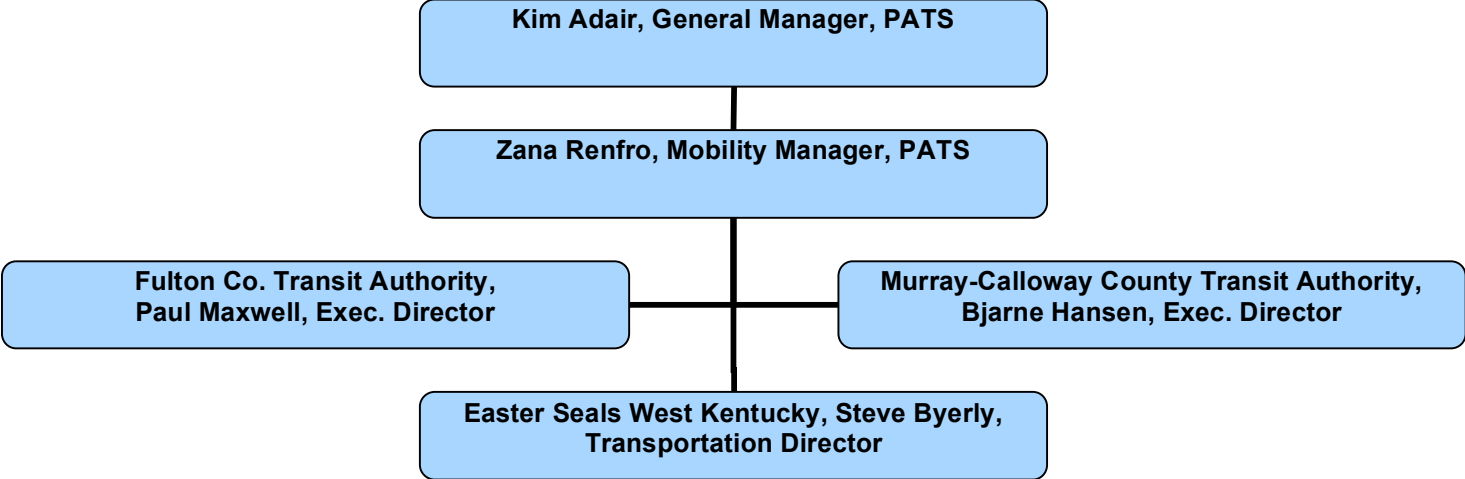 Kim Adair, General Manager, PATS
Zana Renfro, Mobility Manager, PATS
Fulton Co. Transit Authority,
Paul Maxwell, Exec. Director
Murray-Calloway County Transit Authority,
Bjarne Hansen, Exec. Director
Easter Seals West Kentucky, Steve Byerly,
Transportation Director